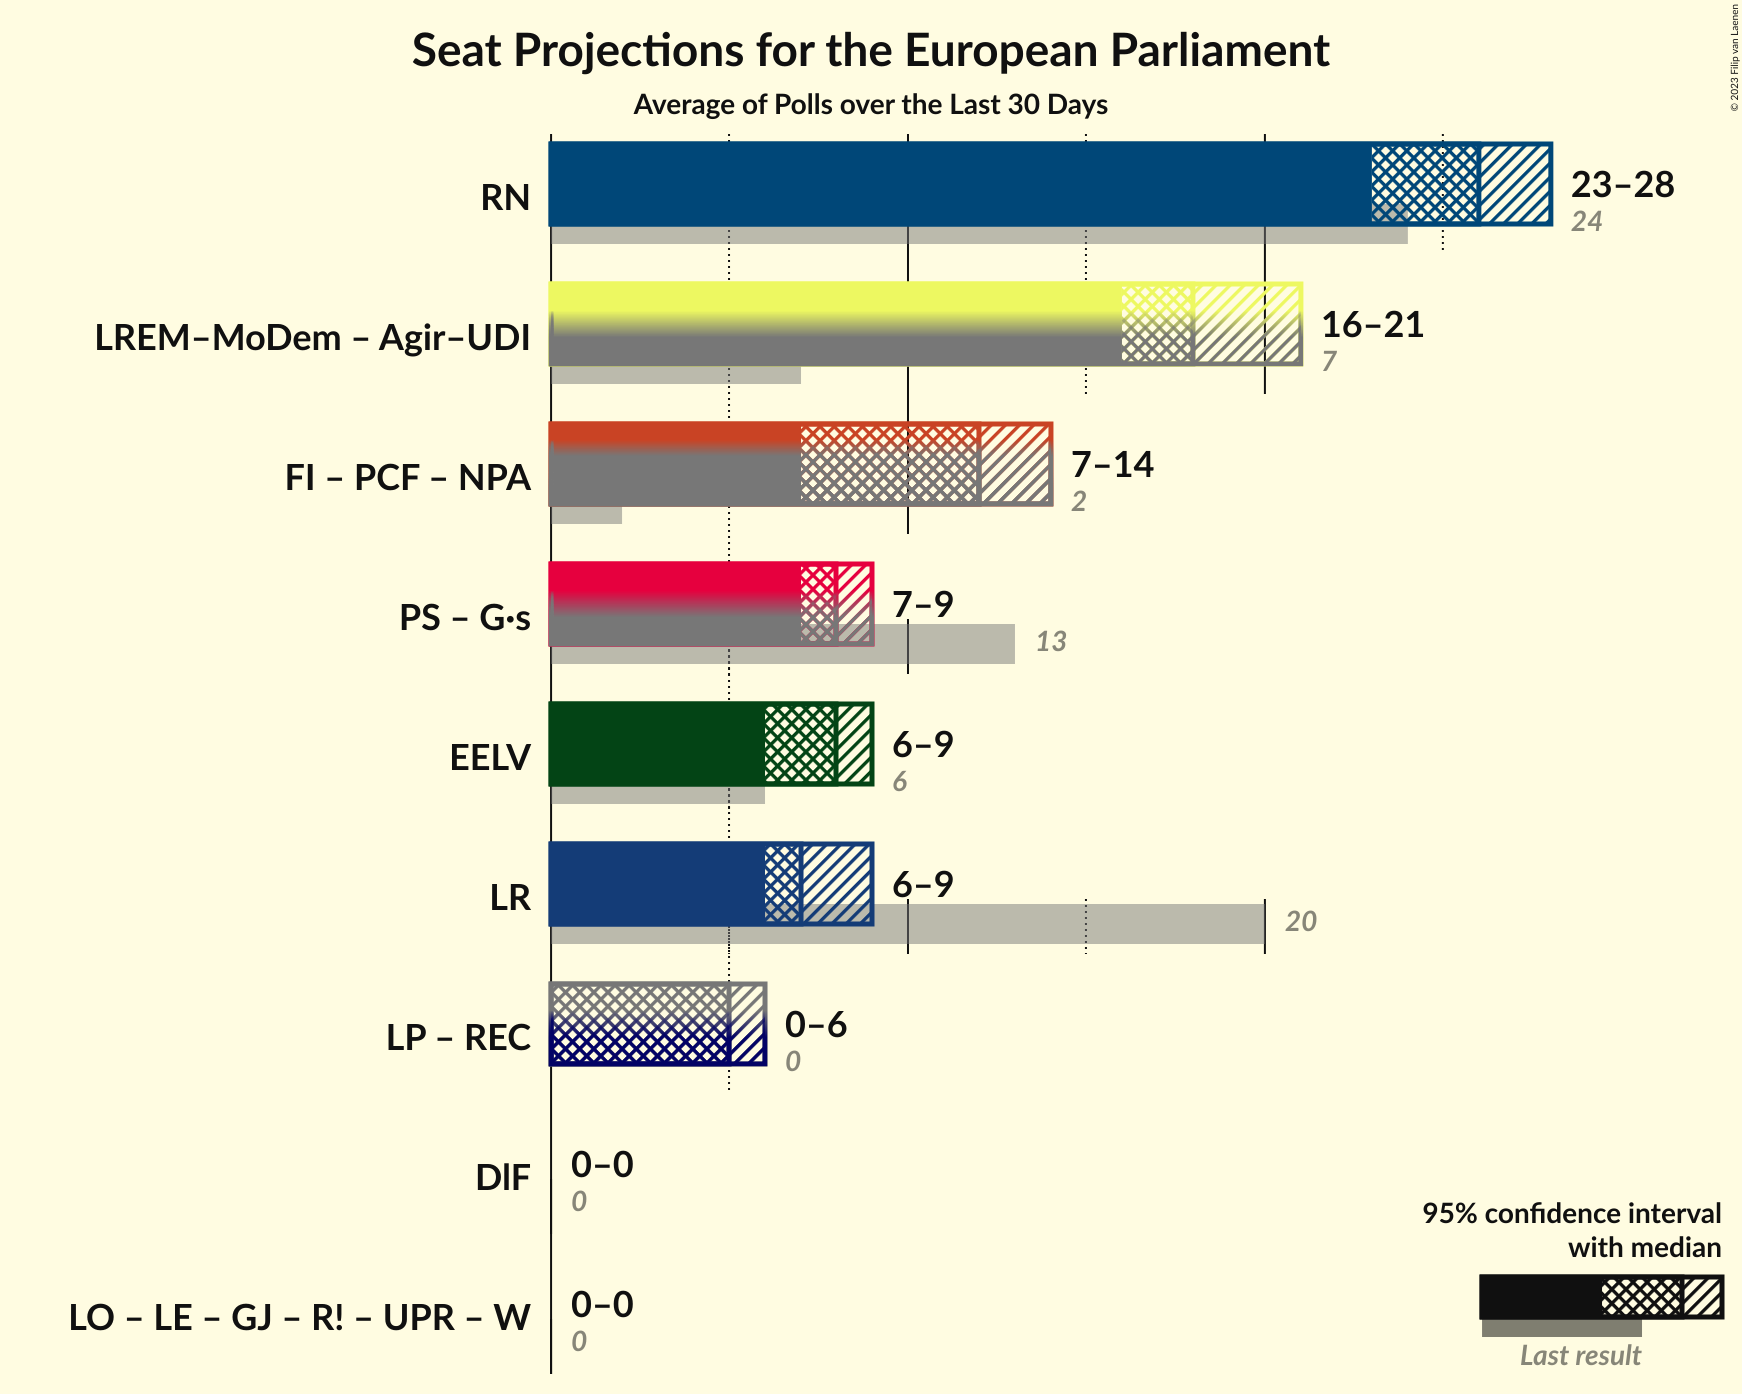 Seat Projections for the European Parliament
Average of Polls over the Last 30 Days
© 2023 Filip van Laenen
RN
23–28
24
LREM–MoDem – Agir–UDI
16–21
7
FI – PCF – NPA
7–14
2
PS – G·s
7–9
13
EELV
6–9
6
LR
6–9
20
LP – REC
0–6
0
DlF
0–0
0
LO – LE – GJ – R! – UPR – W
0–0
0
95% confidence interval
with median
Last result